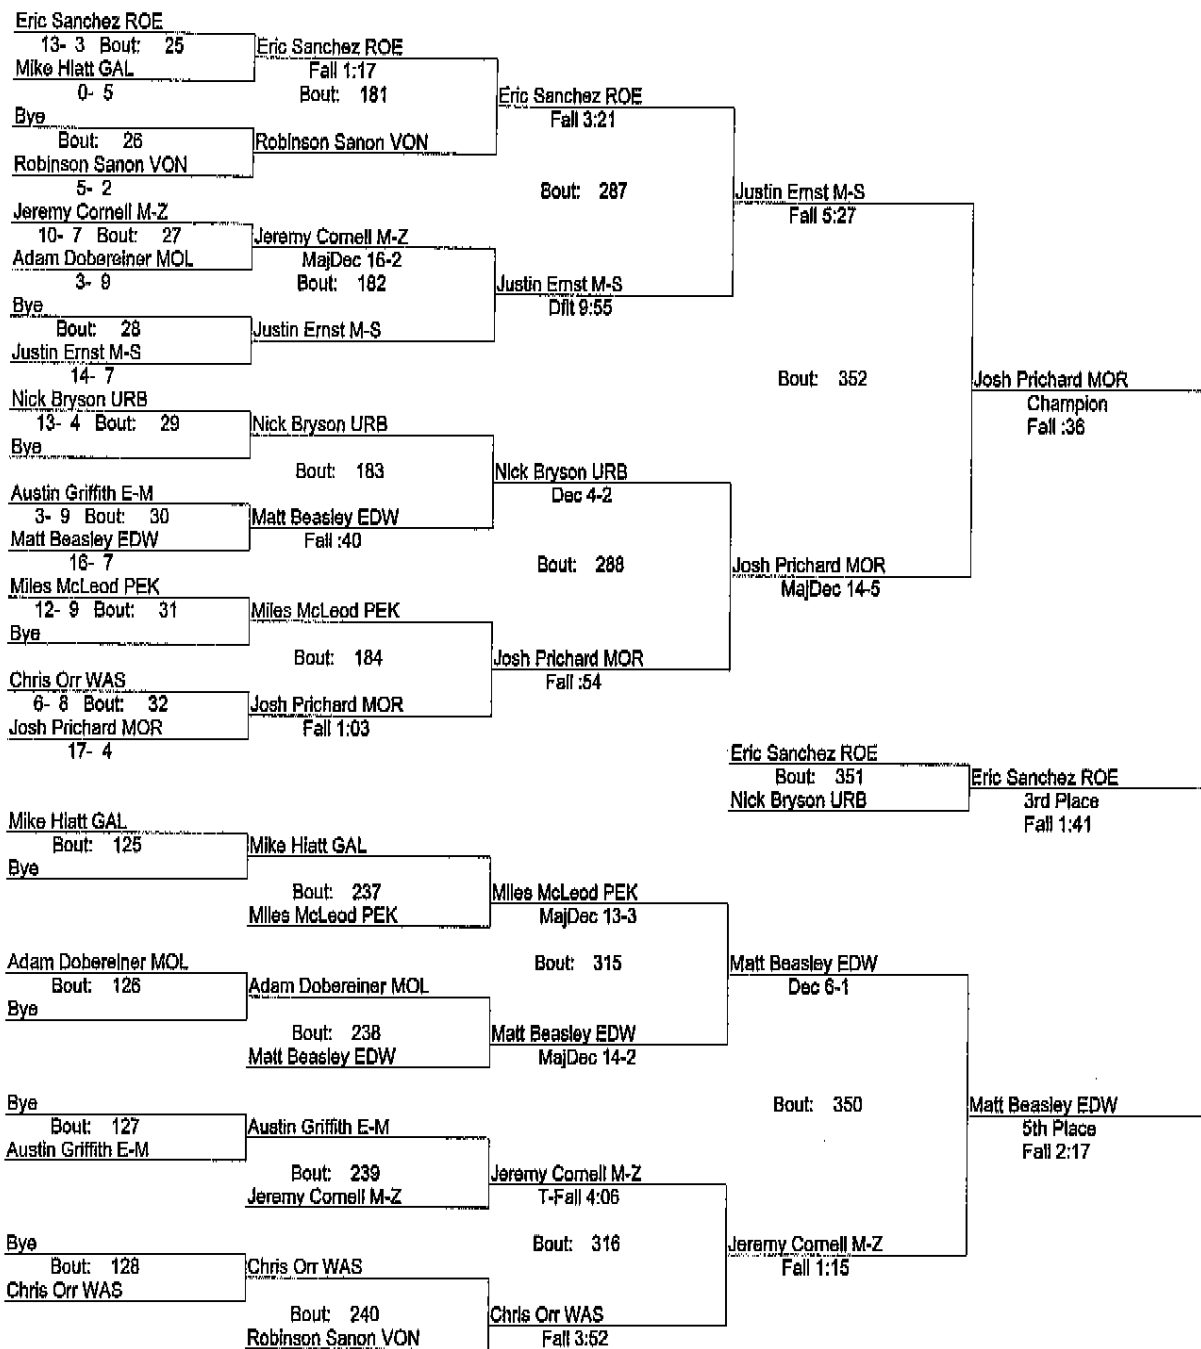 Eric Sanchez ROE
13- 3 Bout: 25
Eric Sanchez ROE
Mike Hiatt GAL
Fall 1:17
0- 5
Bout: 181
Eric Sanchez ROE
Bye
Fall 3:21
Bout: 26
Robinson Sanon VON
Robinson Sanon VON
5- 2
Bout: 287
Justin Ernst M-S
Jeremy Cornell M-Z
Fall 5:27
10- 7 Bout: 27
Jeremy Cornell M-Z
Adam Dobereiner MOL
MajDec 16-2
3- 9
Bout: 182
Justin Ernst M-S
Bye
Dflt 9:55
Bout: 28
Justin Ernst M-S
Justin Ernst M-S
14- 7
Bout: 352
Josh Prichard MOR
Nick Bryson URB
Champion
13- 4 Bout: 29
Nick Bryson URB
Fall :36
Bye
Bout: 183
Nick Bryson URB
Austin Griffith E-M
Dec 4-2
3- 9 Bout: 30
Matt Beasley EDW
Matt Beasley EDW
Fall :40
16- 7
Bout: 288
Josh Prichard MOR
Miles McLeod PEK
MajDec 14-5
12- 9 Bout: 31
Miles McLeod PEK
Bye
Bout: 184
Josh Prichard MOR
Chris Orr WAS
Fall :54
6- 8 Bout: 32
Josh Prichard MOR
Josh Prichard MOR
Fall 1:03
17- 4
Eric Sanchez ROE
Bout: 351
Eric Sanchez ROE
Nick Bryson URB
3rd Place
Fall 1:41
Mike Hiatt GAL
Bout: 125
Mike Hiatt GAL
Bye
Bout: 237
Miles McLeod PEK
Miles McLeod PEK
MajDec 13-3
Adam Dobereiner MOL
Bout: 315
Matt Beasley EDW
Bout: 126
Adam Dobereiner MOL
Dec 6-1
Bye
Bout: 238
Matt Beasley EDW
Matt Beasley EDW
MajDec 14-2
Bye
Bout: 350
Matt Beasley EDW
Bout: 127
Austin Griffith E-M
5th Place
Austin Griffith E-M
Fall 2:17
Bout: 239
Jeremy Cornell M-Z
Jeremy Cornell M-Z
T-Fall 4:06
Bye
Bout: 316
Jeremy Cornell M-Z
Bout: 128
Chris Orr WAS
Fall 1:15
Chris Orr WAS
Bout: 240
Chris Orr WAS
Robinson Sanon VON
Fall 3:52